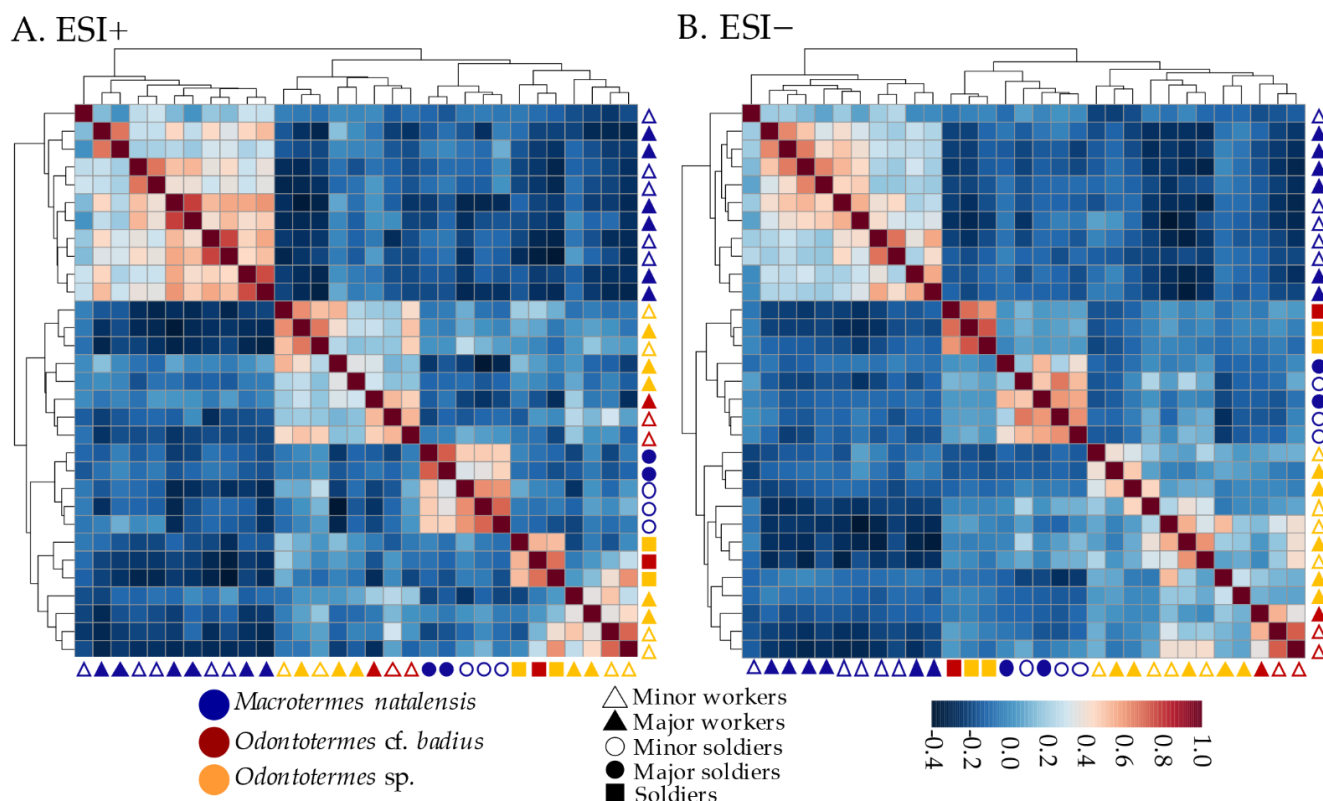 A. ESI+
B. ESI−
Macrotermes natalensis
Odontotermes cf. badius
Odontotermes sp.
Minor workers
Major workers
Minor soldiers
Major soldiers
Soldiers
-0.4
-0.2
0.0
0.2
0.4
0.6
0.8
1.0